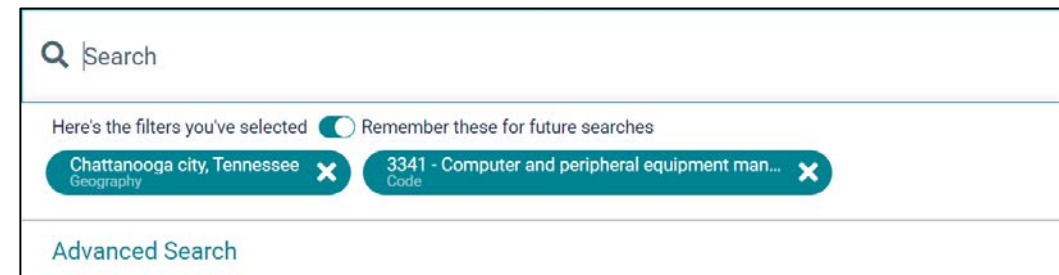 Search
Here's the filters you've selected Remember these for future searches
Chattanooga city, Tennessee 3341 - Computer and peripheral equipment man...
Geography Code
Advanced Search